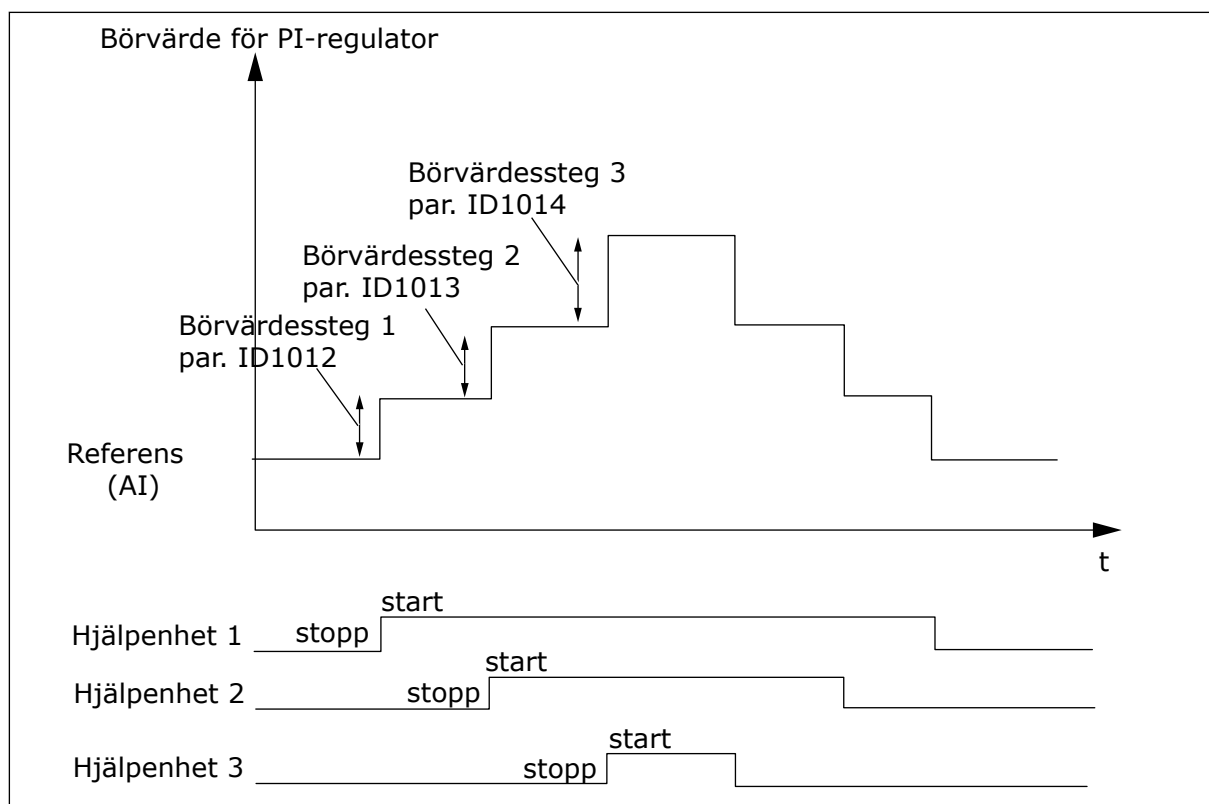 Börvärde för PI-regulator
Börvärdessteg 3
par. ID1014
Börvärdessteg 2
par. ID1013
Börvärdessteg 1
par. ID1012
Referens
(AI)
t
start
Hjälpenhet 1
stopp
start
Hjälpenhet 2
stopp
start
Hjälpenhet 3
stopp